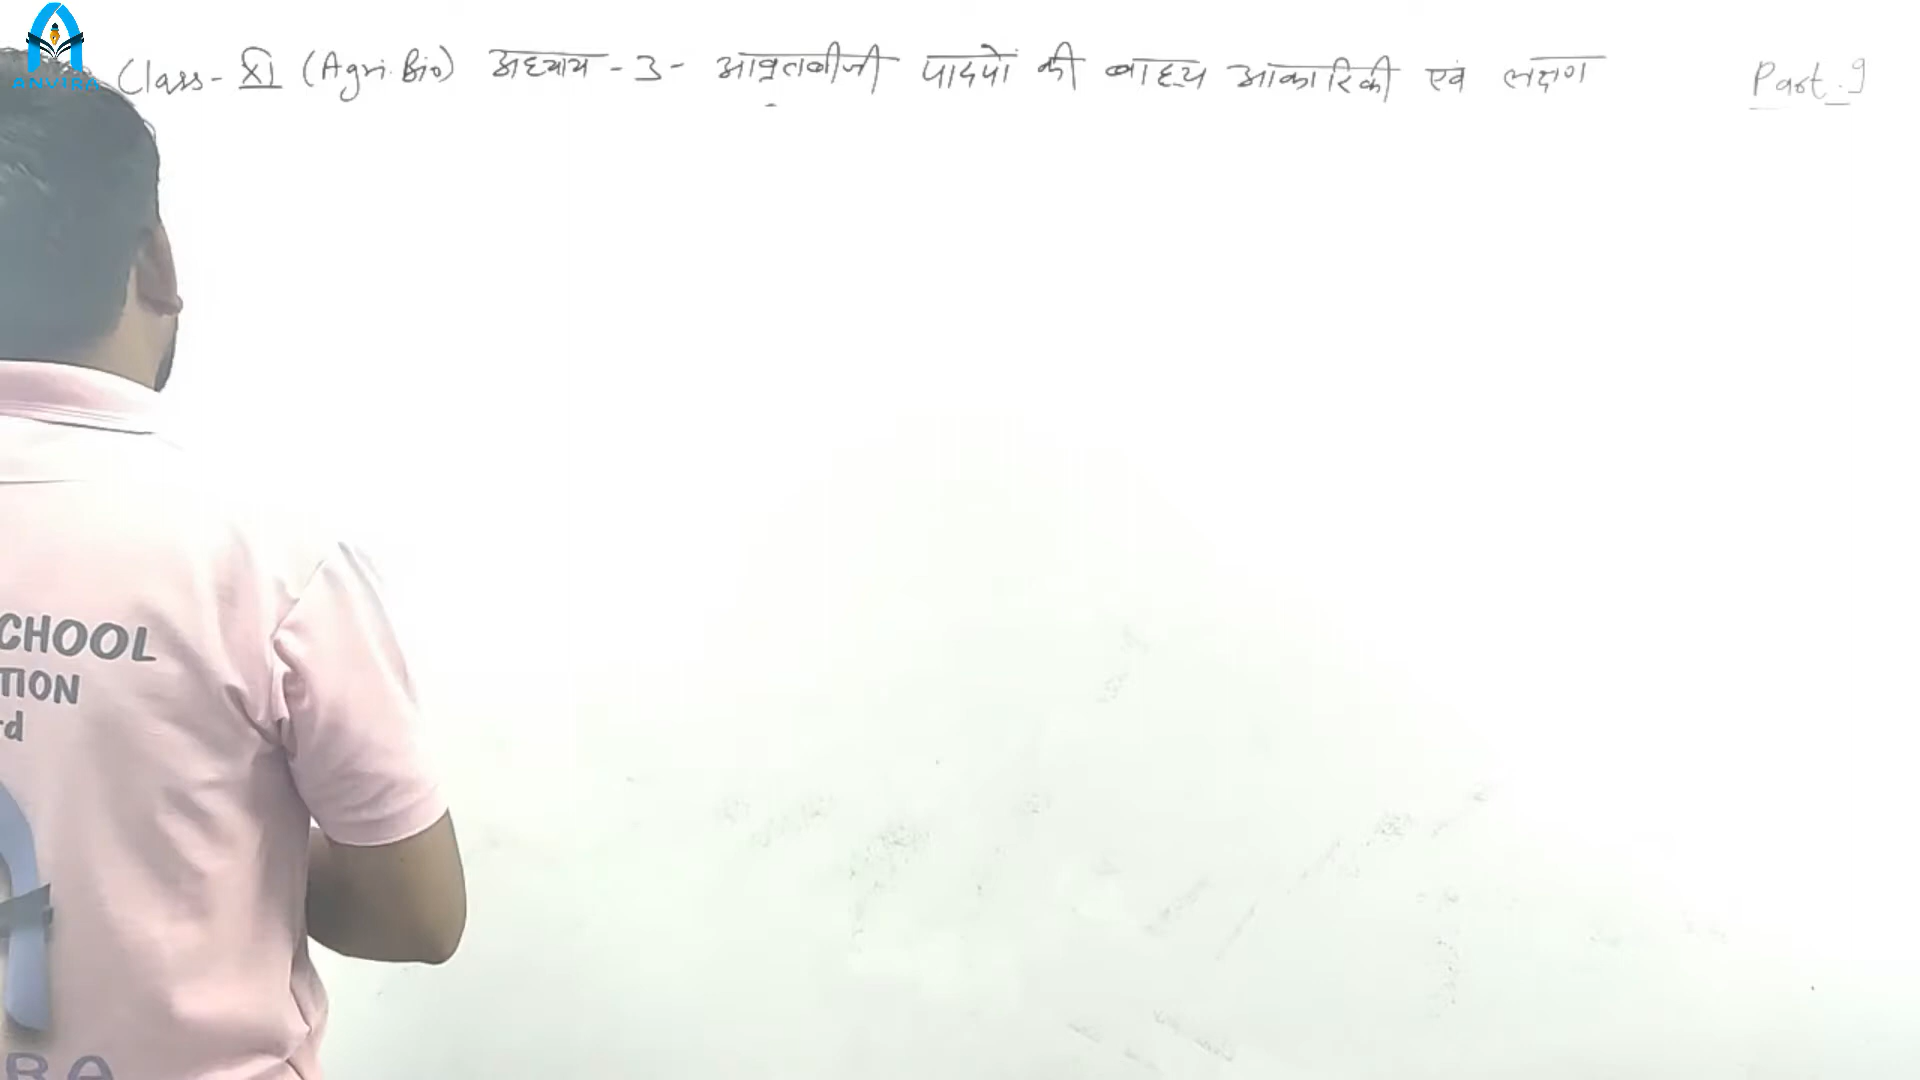 Class - XI (Agri. Bio) अध्याय - 3 - आवृतबीजी पादपों की बाह्य आकारिकी एवं लक्षण Part. 9
ANVIRA
CHOOL
TION
rd
RA